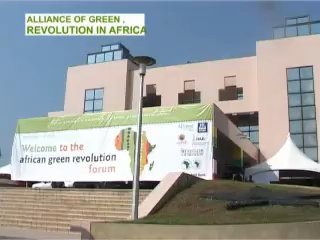 ALLIANCE OF GREEN ,
REVOLUTION IN AFRICA
Welcome to the
african green revolution
forum